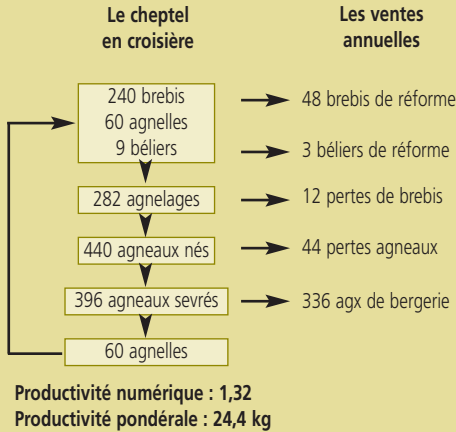 Le cheptel
en croisière
Les ventes
annuelles
240 brebis
60 agnelles
9 béliers
48 brebis de réforme
3 béliers de réforme
282 agnelages
12 pertes de brebis
440 agneaux nés
44 pertes agneaux
396 agneaux sevrés
336 agx de bergerie
60 agnelles
Productivité numérique : 1,32
Productivité pondérale : 24,4 kg